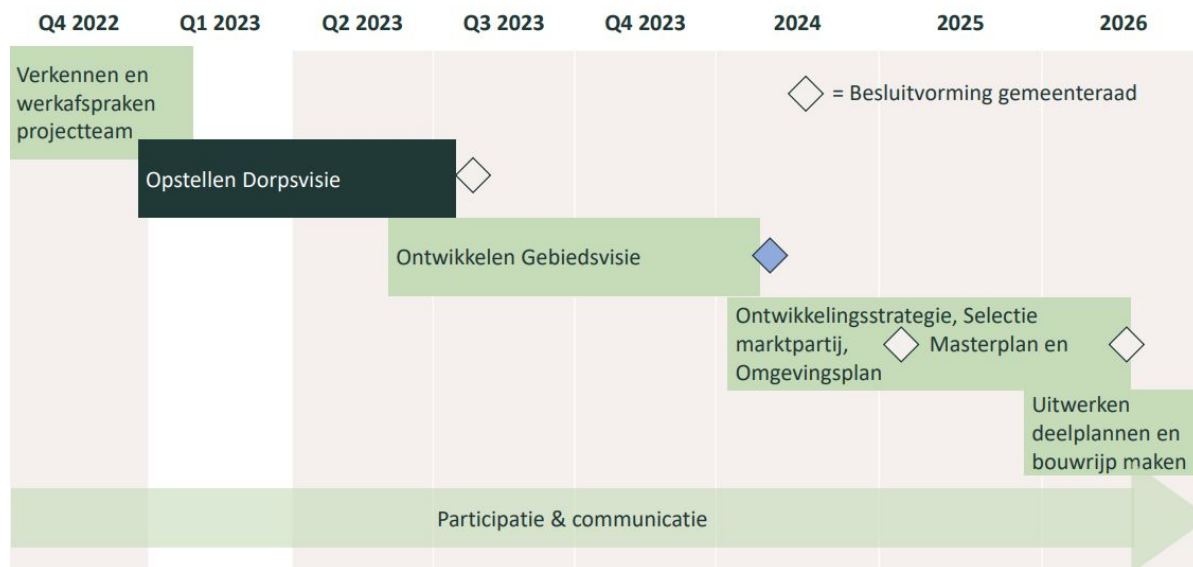 Q4 2022 Q1 2023 Q2 2023 Q3 2023 Q4 2023 2024 2025 2026
Verkennen en
werkafspraken
projectteam
= Besluitvorming gemeenteraad
Opstellen Dorpsvisie
Ontwikkelen Gebiedsvisie
Ontwikkelingsstrategie, Selectie
marktpartij, Masterplan en
Omgevingsplan
Uitwerken
deelplannen en
bouwrijp maken
Participatie & communicatie